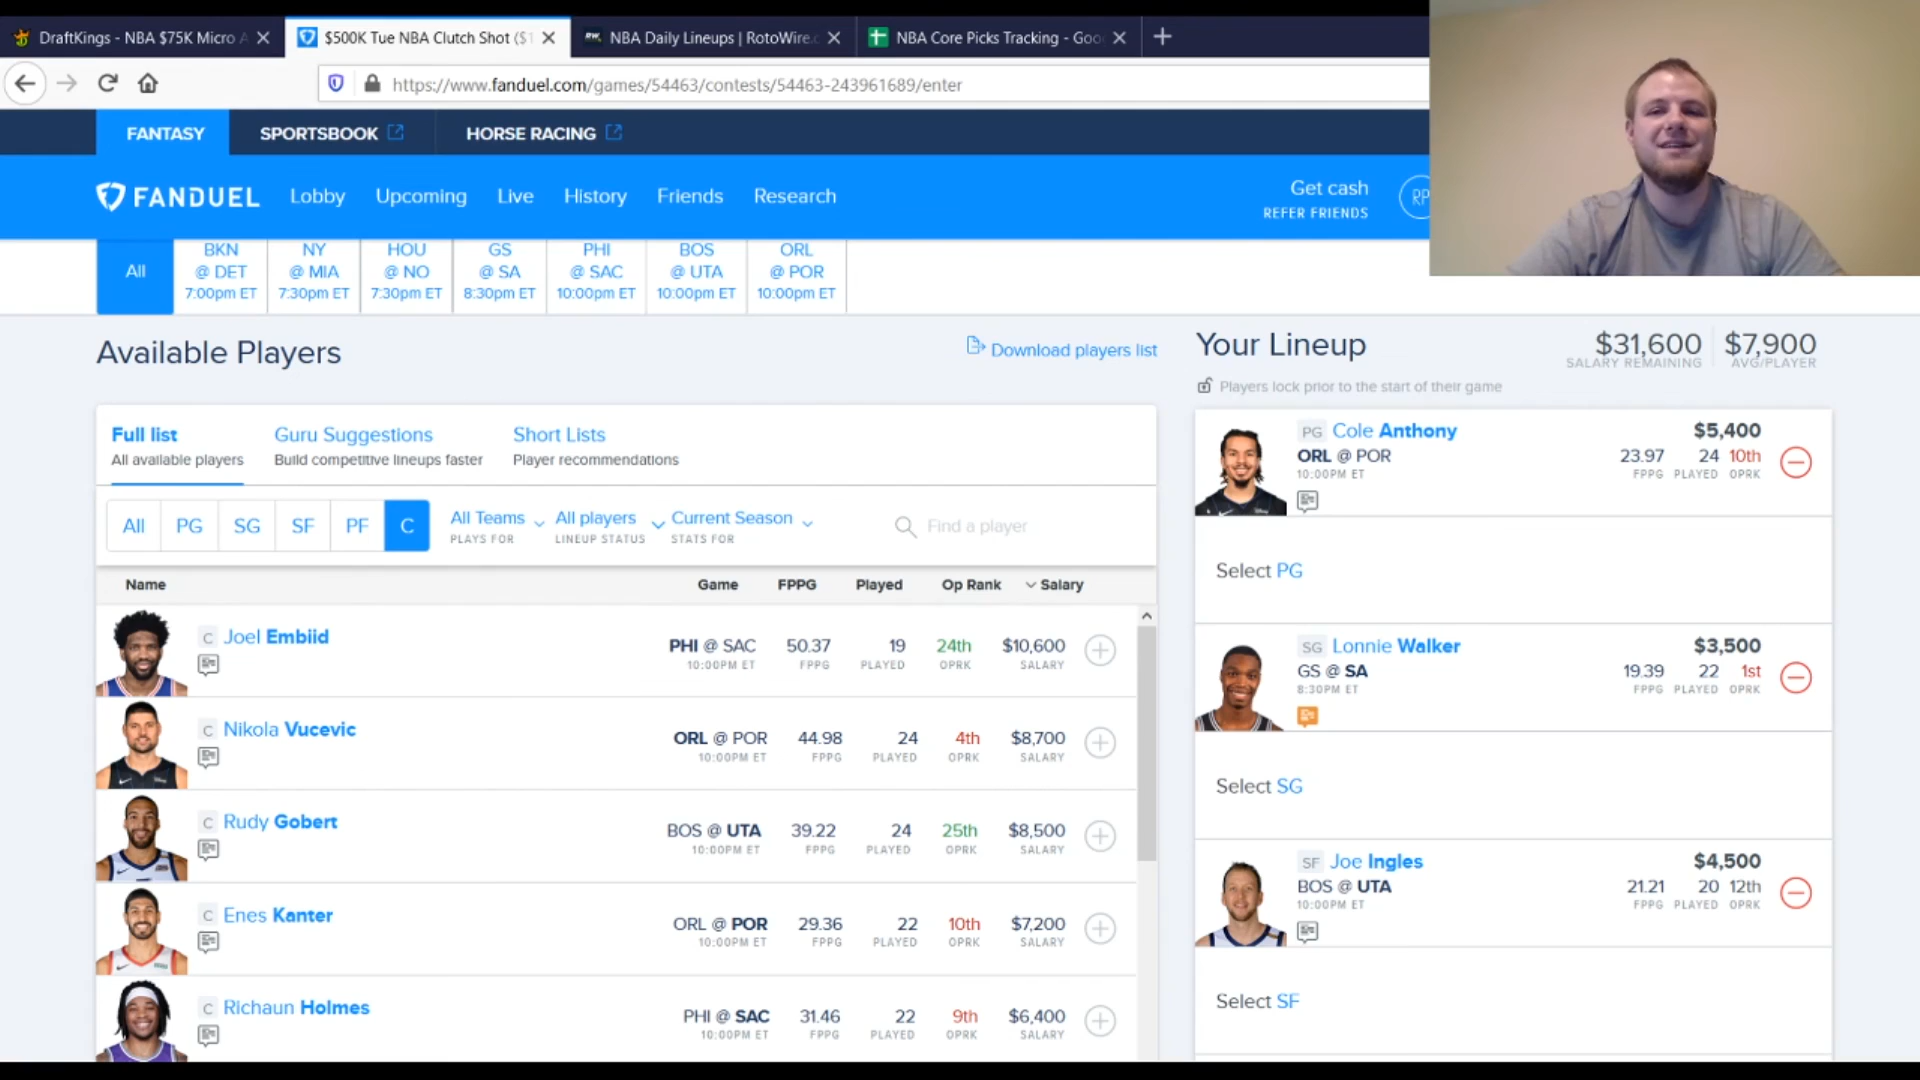 DraftKings - NBA $75K Micro A
$500K Tue NBA Clutch Shot ($1
NBA Daily Lineups | RotoWire.c
NBA Core Picks Tracking - Goo
https://www.fanduel.com/games/54463/contests/54463-243961689/enter
FANTASY
SPORTSBOOK
HORSE RACING
FANDUEL
Lobby
Upcoming
Live
History
Friends
Research
Get cash
REFER FRIENDS
RP
All
BKN
@ DET
7:00pm ET
NY
@ MIA
7:30pm ET
HOU
@ NO
7:30pm ET
GS
@ SA
8:30pm ET
PHI
@ SAC
10:00pm ET
BOS
@ UTA
10:00pm ET
ORL
@ POR
10:00pm ET
Available Players
Download players list
Full list
All available players
Guru Suggestions
Build competitive lineups faster
Short Lists
Player recommendations
All PG SG SF PF C
All Teams
PLAYS FOR
All players
LINEUP STATUS
Current Season
STATS FOR
Find a player
Name Game FPPG Played Op Rank Salary
C Joel Embiid PHI @ SAC 50.37 19 24th $10,600
10:00PM ET FPPG PLAYED OPRK SALARY
C Nikola Vucevic ORL @ POR 44.98 24 4th $8,700
10:00PM ET FPPG PLAYED OPRK SALARY
C Rudy Gobert BOS @ UTA 39.22 24 25th $8,500
10:00PM ET FPPG PLAYED OPRK SALARY
C Enes Kanter ORL @ POR 29.36 22 10th $7,200
10:00PM ET FPPG PLAYED OPRK SALARY
C Richaun Holmes PHI @ SAC 31.46 22 9th $6,400
10:00PM ET FPPG PLAYED OPRK SALARY
Your Lineup
$31,600
SALARY REMAINING
$7,900
AVG/PLAYER
Players lock prior to the start of their game
PG Cole Anthony $5,400
ORL @ POR 23.97 24 10th
10:00PM ET FPPG PLAYED OPRK
Select PG
SG Lonnie Walker $3,500
GS @ SA 19.39 22 1st
8:30PM ET FPPG PLAYED OPRK
Select SG
SF Joe Ingles $4,500
BOS @ UTA 21.21 20 12th
10:00PM ET FPPG PLAYED OPRK
Select SF